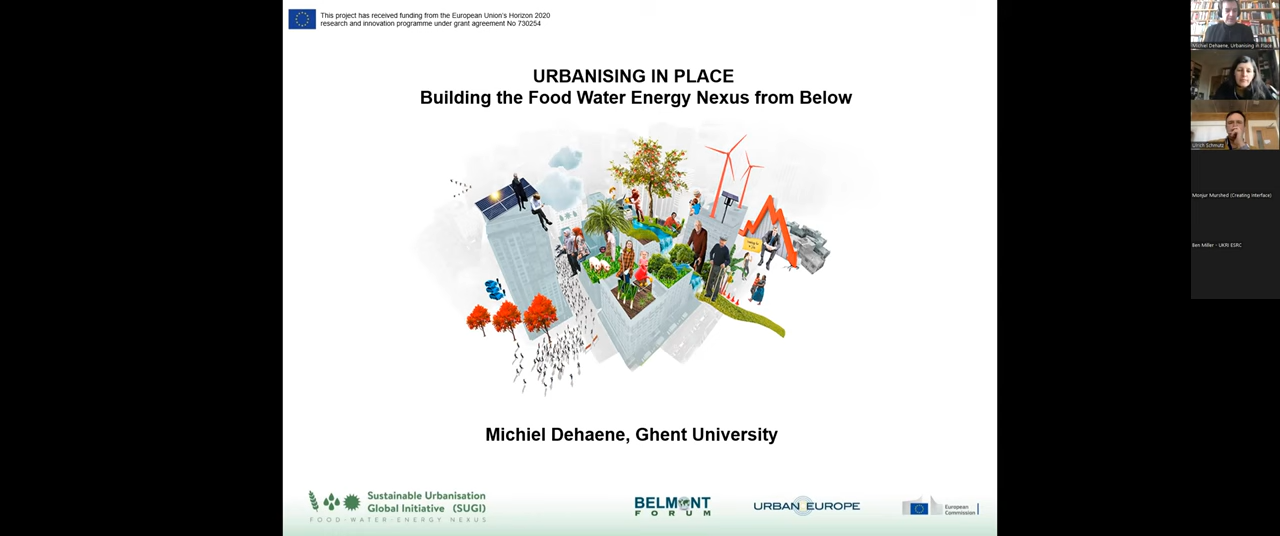 This project has received funding from the European Union's Horizon 2020
research and innovation programme under grant agreement No 730254
URBANISING IN PLACE
Building the Food Water Energy Nexus from Below
Michiel Dehaene, Ghent University
Sustainable Urbanisation
Global Initiative (SUGI)
FOOD-WATER-ENERGY NEXUS
BELMONT
FORUM
URBAN EUROPE
European
Commission
Michiel Dehaene, Urbanising in Place
Ulrich Schmutz
Monjur Murshed (Creating Interface)
Ben Miller - UKRI ESRC